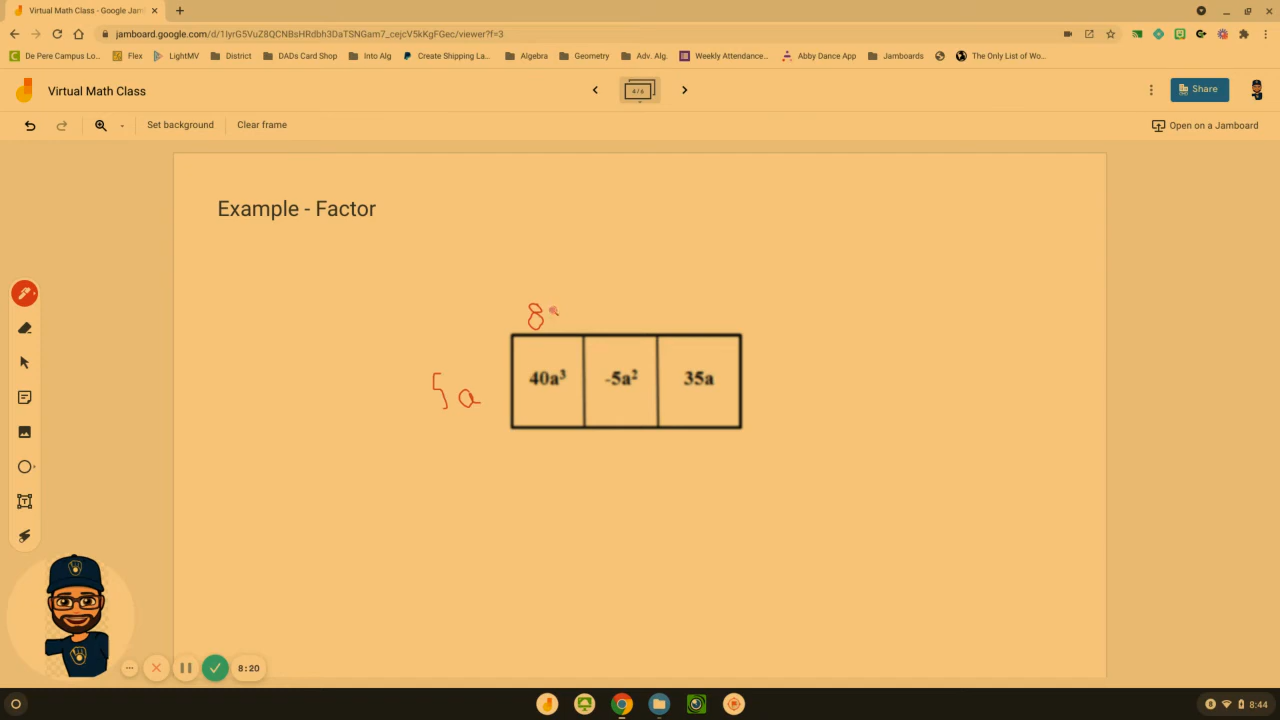 Virtual Math Class - Google Jam
jamboard.google.com/d/1IyrG5VuZ8QCNBsHRdbh3DaTSNGam7_cejcV5kKgFGec/viewer?f=3
De Pere Campus Lo... Flex LightMV District DADs Card Shop Into Alg Create Shipping La... Algebra Geometry Adv. Alg. Weekly Attendance... Abby Dance App Jamboards The Only List of Wo...
Virtual Math Class 4 / 6 Share
Set background Clear frame Open on a Jamboard
Example - Factor
8
5a 40a³ -5a² 35a
8:20
8:44